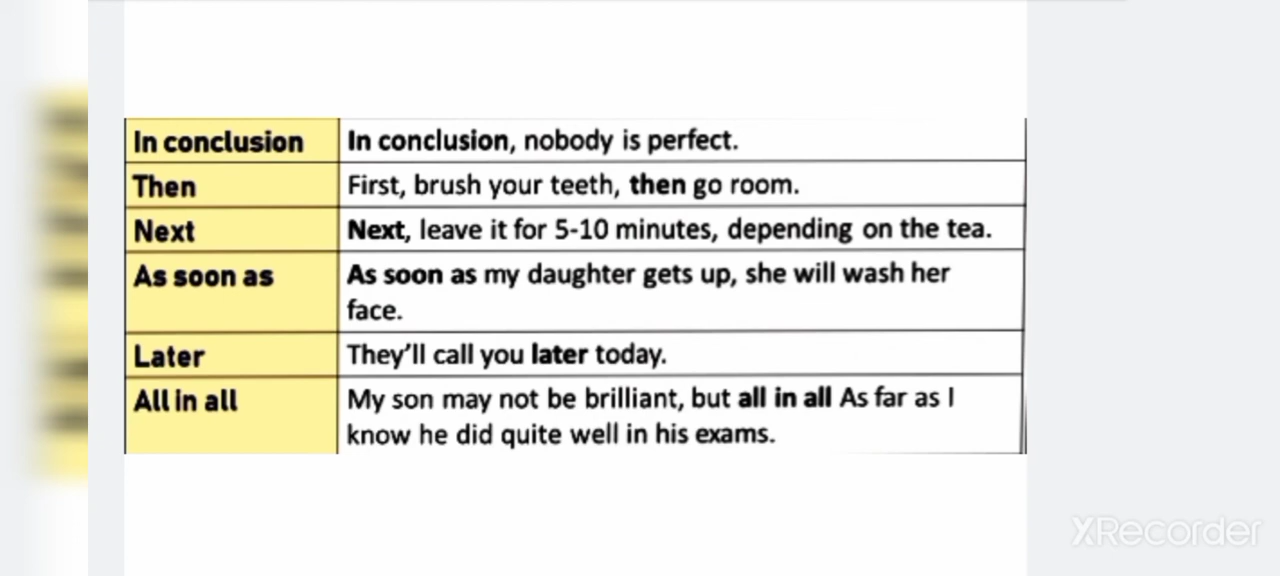 In conclusion
In conclusion, nobody is perfect.
Then
First, brush your teeth, then go room.
Next
Next, leave it for 5-10 minutes, depending on the tea.
As soon as
As soon as my daughter gets up, she will wash her
face.
Later
They'll call you later today.
All in all
My son may not be brilliant, but all in all As far as I
know he did quite well in his exams.
XRecorder